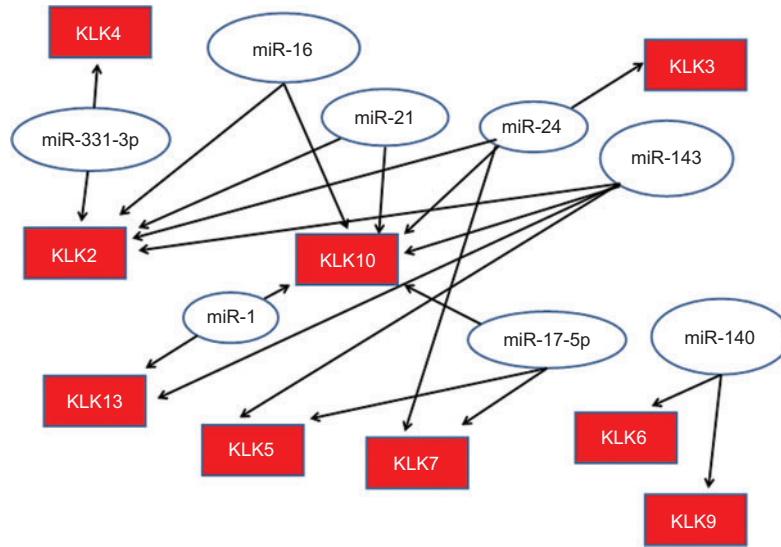 KLK4
miR-16
KLK3
miR-21
miR-24
miR-331-3p
miR-143
KLK2
KLK10
miR-1
miR-17-5p
miR-140
KLK13
KLK6
KLK5
KLK7
KLK9